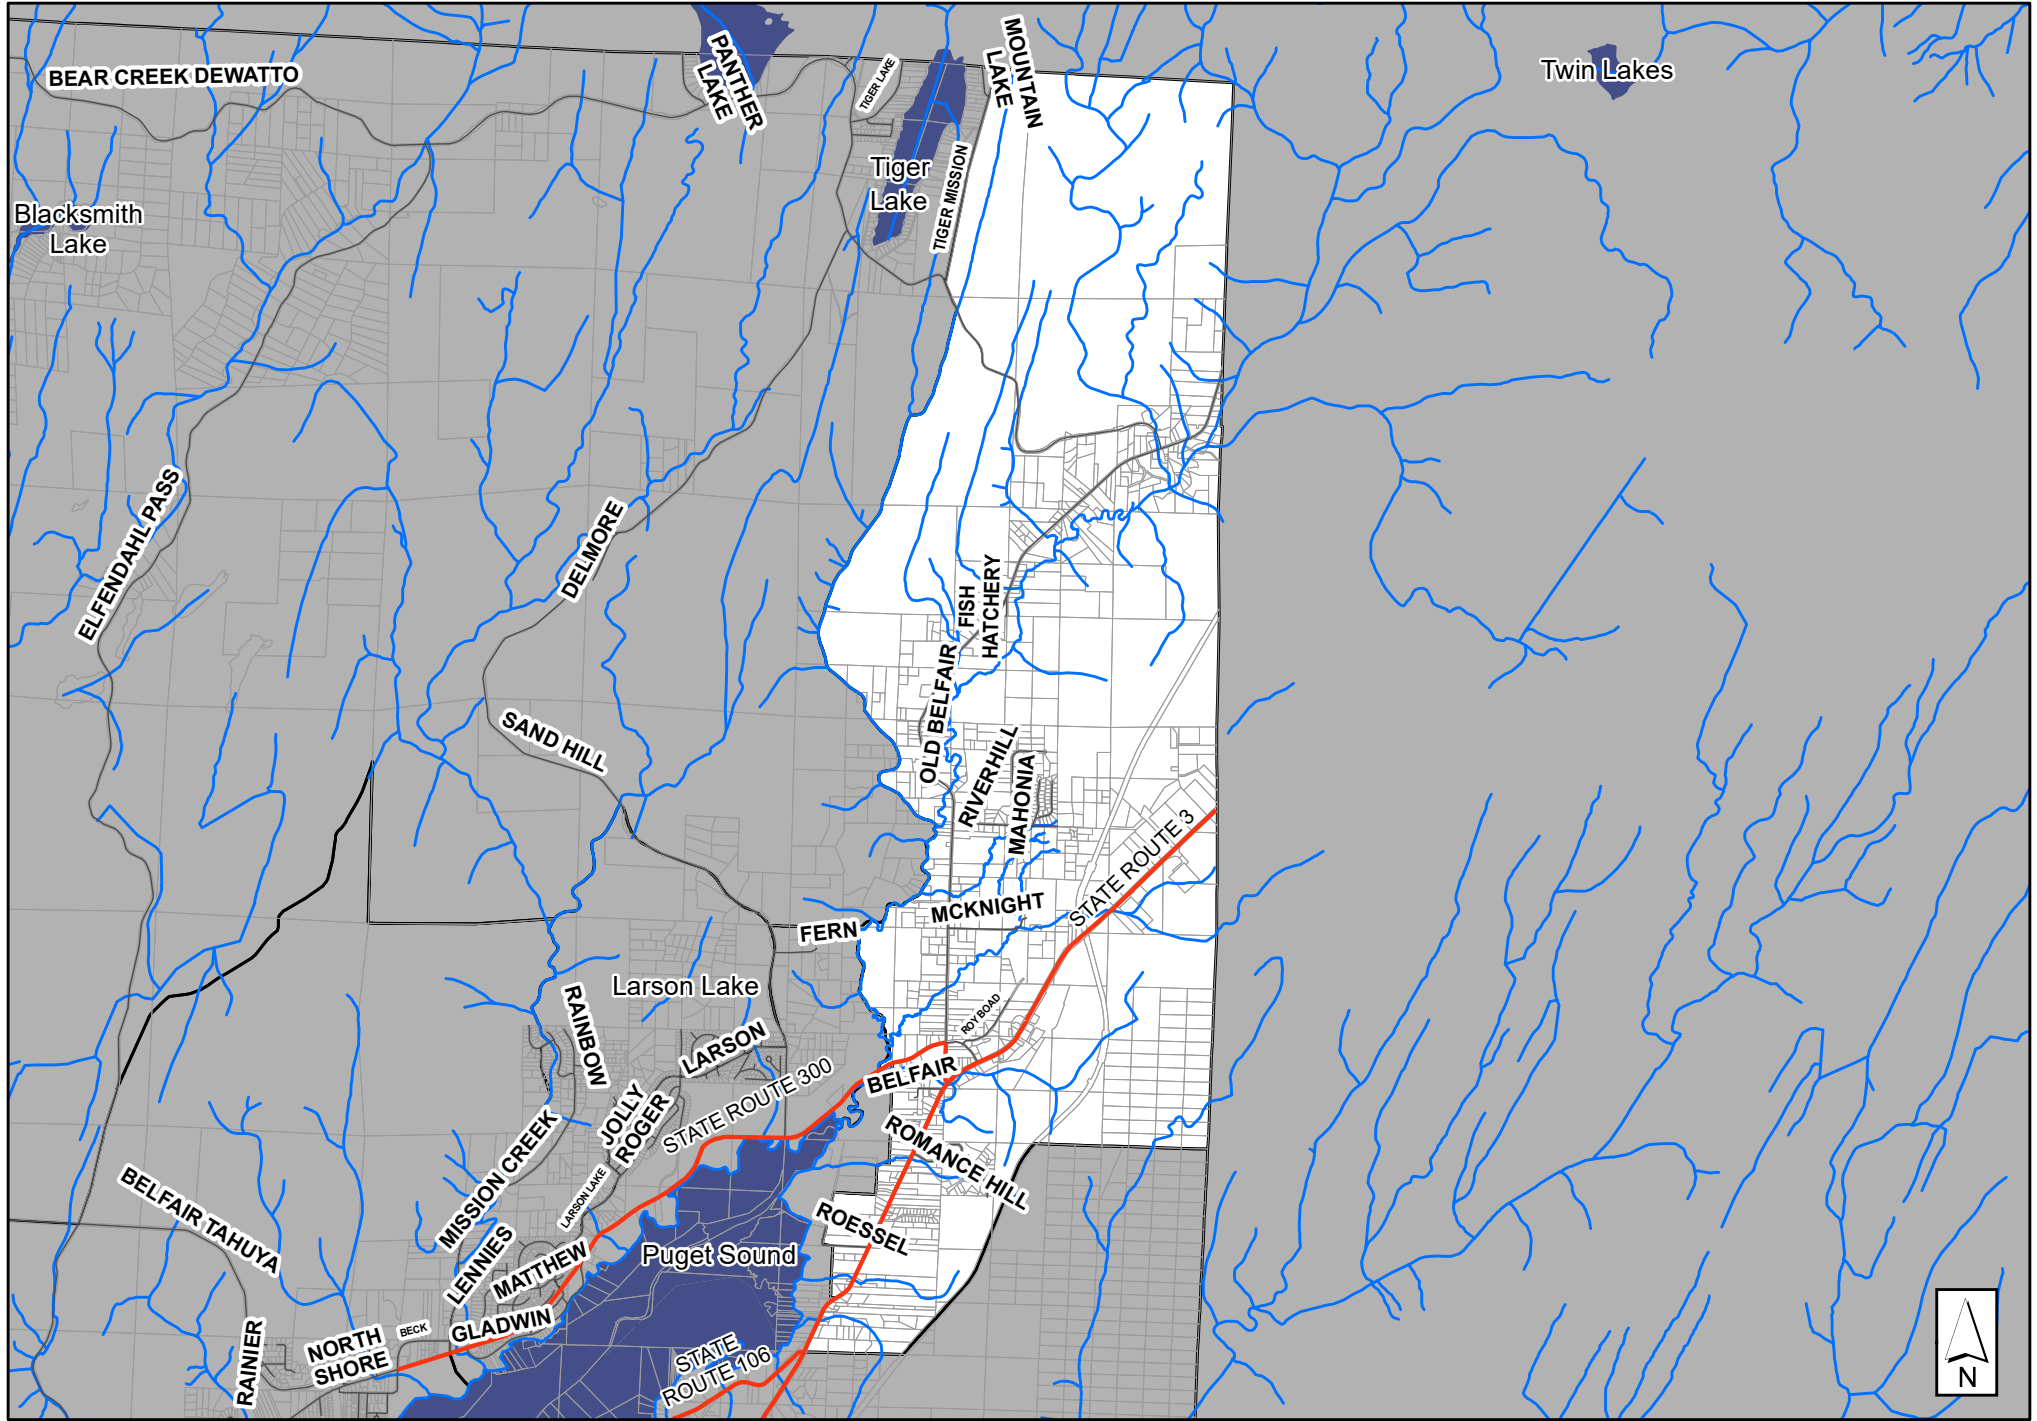 BEAR CREEK DEWATTO
PANTHER
LAKE
TIGER LAKE
MOUNTAIN
LAKE
Twin Lakes
Tiger
Lake
TIGER MISSION
Blacksmith
Lake
ELFENDAHL PASS
DELMORE
FISH
HATCHERY
OLD BELFAIR
SAND HILL
RIVERHILL
MAHONIA
STATE ROUTE 3
MCKNIGHT
FERN
Larson Lake
RAINBOW
ROY BOAD
LARSON
BELFAIR
STATE ROUTE 300
JOLLY
ROGER
ROMANCE HILL
MISSION CREEK
BELFAIR TAHUYA
LARSON LAKE
ROESSEL
LENNIES
MATTHEW
Puget Sound
GLADWIN
BECK
NORTH
SHORE
RAINIER
STATE
ROUTE 106
N